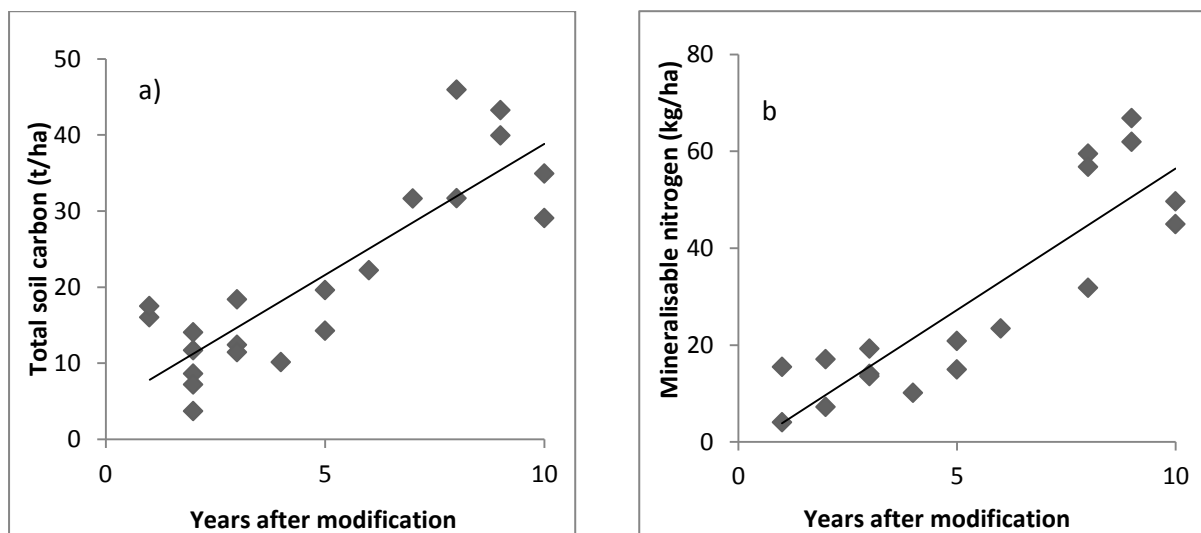 a)
Total soil carbon (t/ha)
50
40
30
20
10
0
0 5 10
Years after modification
b
Mineralisable nitrogen (kg/ha)
80
60
40
20
0
0 5 10
Years after modification